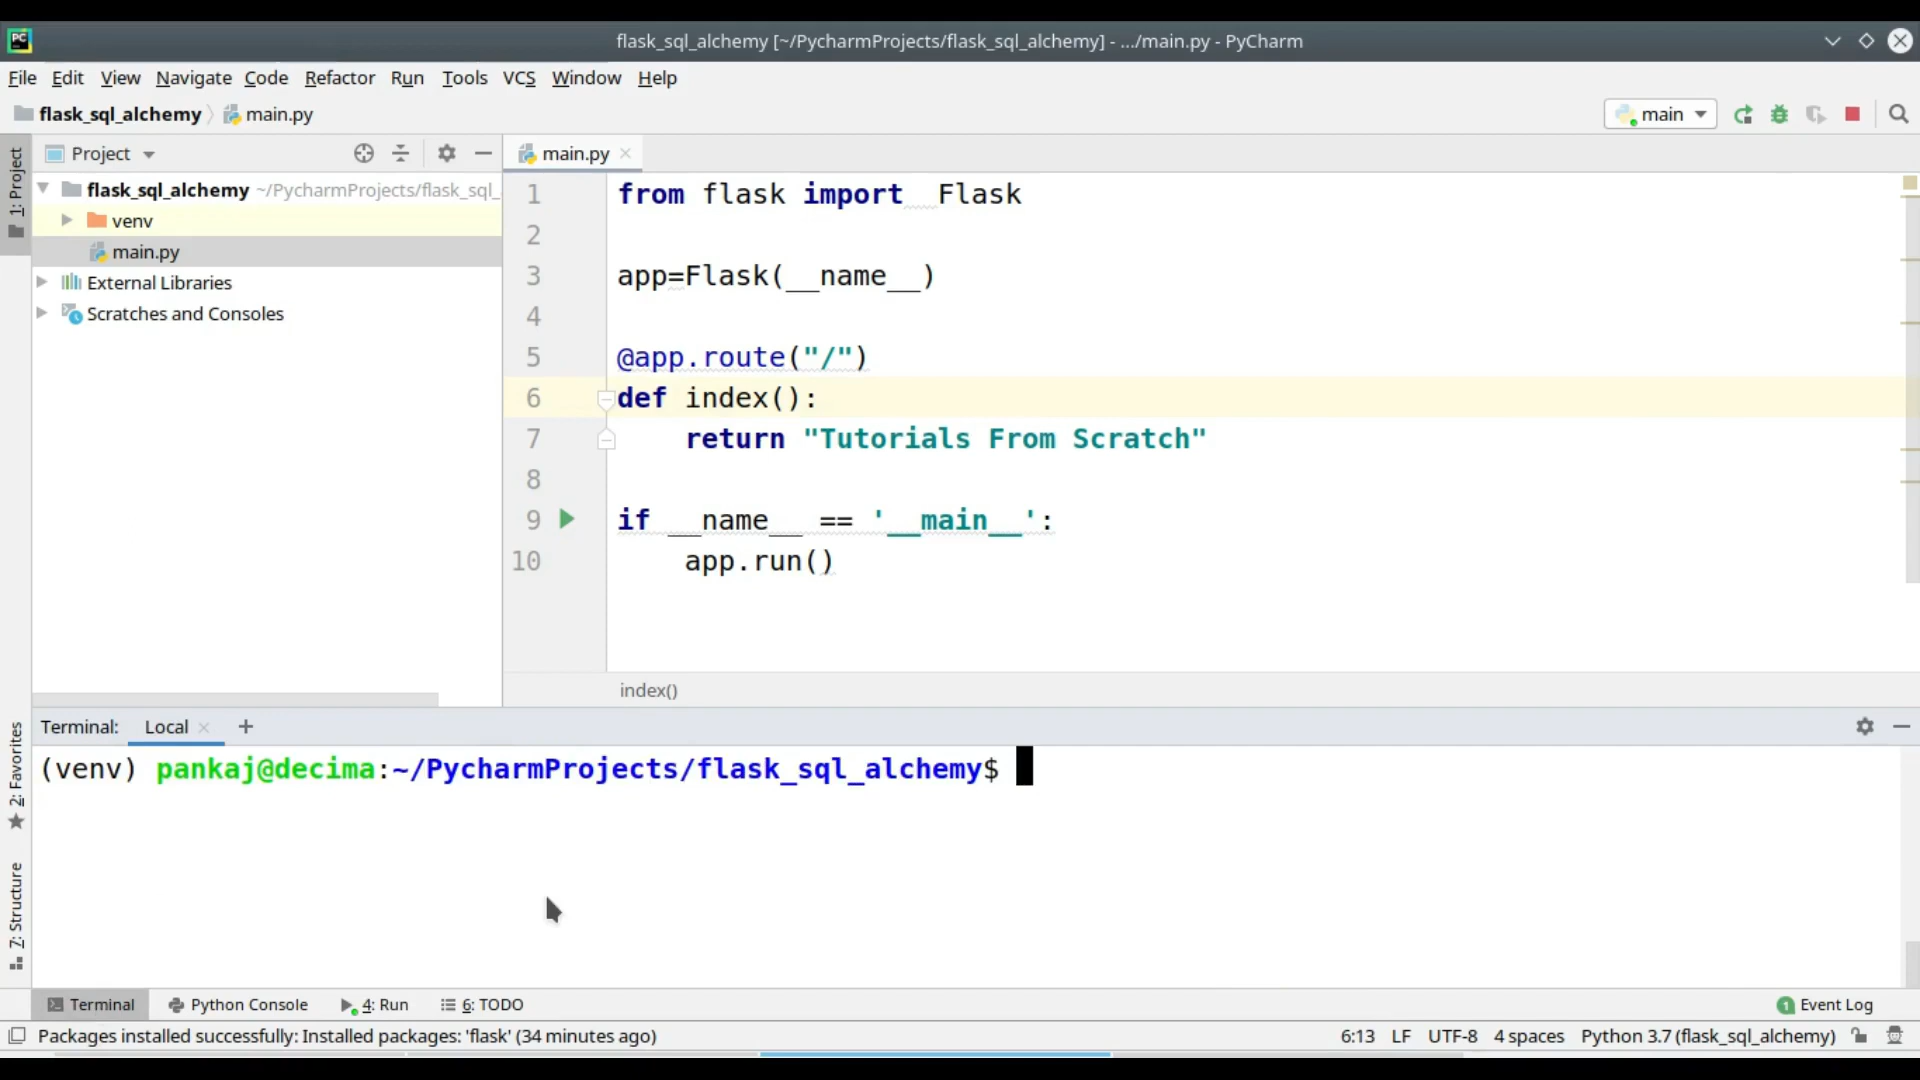 PC
flask_sql_alchemy [~/PycharmProjects/flask_sql_alchemy] - .../main.py - PyCharm
File Edit View Navigate Code Refactor Run Tools VCS Window Help
flask_sql_alchemy main.py
main
1: Project
Project
main.py
flask_sql_alchemy ~/PycharmProjects/flask_sql_
venv
main.py
External Libraries
Scratches and Consoles
1 from flask import  Flask
2
3 app=Flask(__name__)
4
5 @app.route("/")
6 def index():
7     return "Tutorials From Scratch"
8
9 if __name__ == '__main__':
10     app.run()
index()
2: Favorites
7: Structure
Terminal: Local +
(venv) pankaj@decima:~/PycharmProjects/flask_sql_alchemy$
Terminal Python Console 4: Run 6: TODO 1 Event Log
Packages installed successfully: Installed packages: 'flask' (34 minutes ago) 6:13 LF UTF-8 4 spaces Python 3.7 (flask_sql_alchemy)